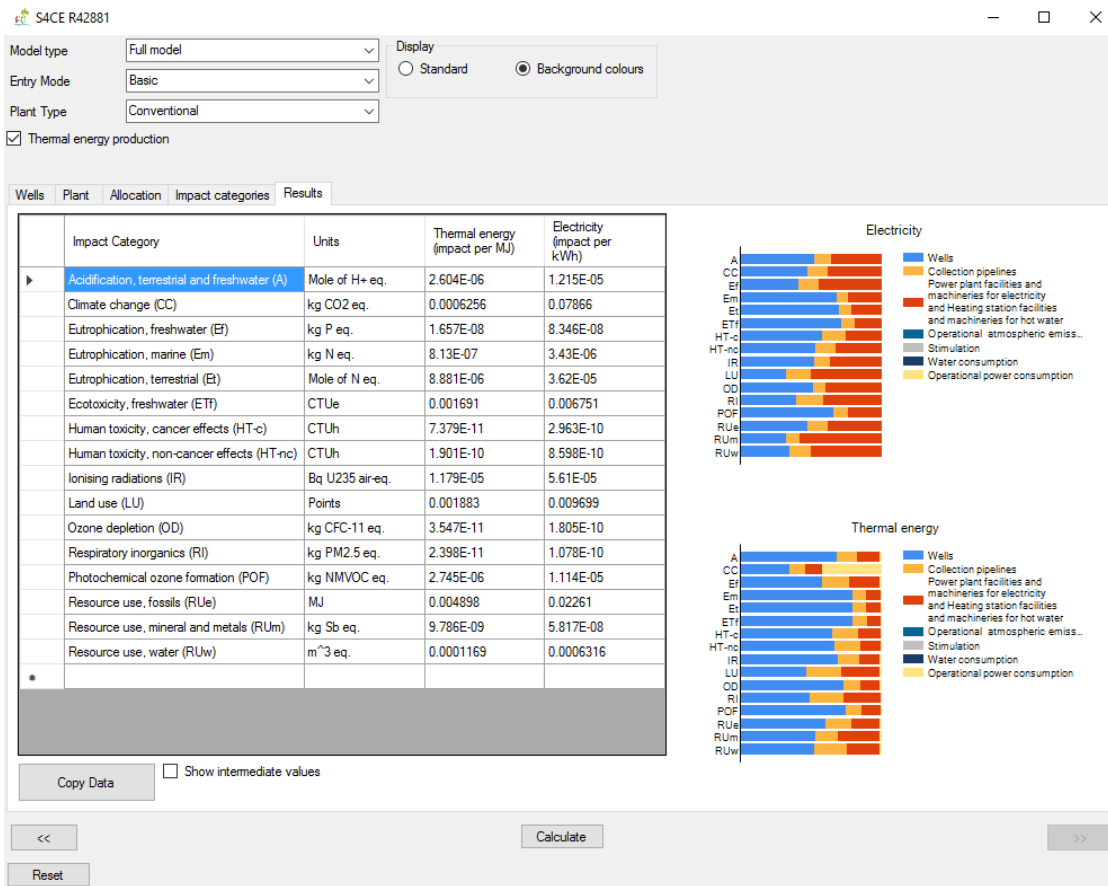 S4CE R42881
Model type
Full model
Display
Standard
Background colours
Entry Mode
Basic
Plant Type
Conventional
Thermal energy production
Wells
Plant
Allocation
Impact categories
Results
Impact Category
Units
Thermal energy
(impact per MJ)
Electricity
(impact per
kWh)
Acidification, terrestrial and freshwater (A) Mole of H+ eq. 2.604E-06 1.215E-05
Climate change (CC) kg CO2 eq. 0.0006256 0.07866
Eutrophication, freshwater (Ef) kg P eq. 1.657E-08 8.346E-08
Eutrophication, marine (Em) kg N eq. 8.13E-07 3.43E-06
Eutrophication, terrestrial (Et) Mole of N eq. 8.881E-06 3.62E-05
Ecotoxicity, freshwater (ETf) CTUe 0.001691 0.006751
Human toxicity, cancer effects (HT-c) CTUh 7.379E-11 2.963E-10
Human toxicity, non-cancer effects (HT-nc) CTUh 1.901E-10 8.598E-10
Ionising radiations (IR) Bq U235 air-eq. 1.179E-05 5.61E-05
Land use (LU) Points 0.001883 0.009699
Ozone depletion (OD) kg CFC-11 eq. 3.547E-11 1.805E-10
Respiratory inorganics (RI) kg PM2.5 eq. 2.398E-11 1.078E-10
Photochemical ozone formation (POF) kg NMVOC eq. 2.745E-06 1.114E-05
Resource use, fossils (RUe) MJ 0.004898 0.02261
Resource use, mineral and metals (RUm) kg Sb eq. 9.786E-09 5.817E-08
Resource use, water (RUw) m^3 eq. 0.0001169 0.0006316
Electricity
A
CC
Ef
Em
Et
ETf
HT-c
HT-nc
IR
LU
OD
RI
POF
RUe
RUm
RUw
Wells
Collection pipelines
Power plant facilities and
machineries for electricity
and Heating station facilities
and machineries for hot water
Operational atmospheric emiss...
Stimulation
Water consumption
Operational power consumption
Thermal energy
A
CC
Ef
Em
Et
ETf
HT-c
HT-nc
IR
LU
OD
RI
POF
RUe
RUm
RUw
Wells
Collection pipelines
Power plant facilities and
machineries for electricity
and Heating station facilities
and machineries for hot water
Operational atmospheric emiss...
Stimulation
Water consumption
Operational power consumption
Copy Data
Show intermediate values
<<
Calculate
>>
Reset